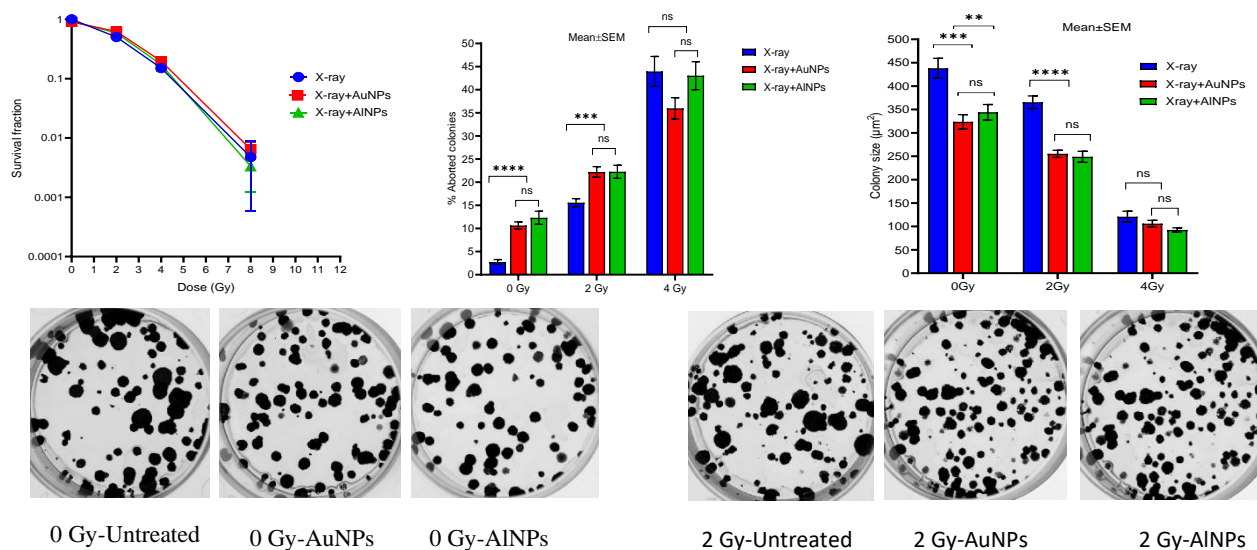 Survival fraction
1
0.1
0.01
0.001
0.0001
0 1 2 3 4 5 6 7 8 9 10 11 12
Dose (Gy)
X-ray
X-ray+AuNPs
X-ray+AlNPs
Mean±SEM
% Aborted colonies
50
45
40
35
30
25
20
15
10
5
0
**** ns
*** ns
ns ns
0 Gy 2 Gy 4 Gy
X-ray
X-ray+AuNPs
X-ray+AlNPs
Mean±SEM
Colony size (µm²)
500
450
400
350
300
250
200
150
100
50
0
** 
*** 
ns
**** 
ns
ns
ns
0Gy 2Gy 4Gy
X-ray
X-ray+AuNPs
Xray+AlNPs
0 Gy-Untreated 0 Gy-AuNPs 0 Gy-AlNPs 2 Gy-Untreated 2 Gy-AuNPs 2 Gy-AlNPs